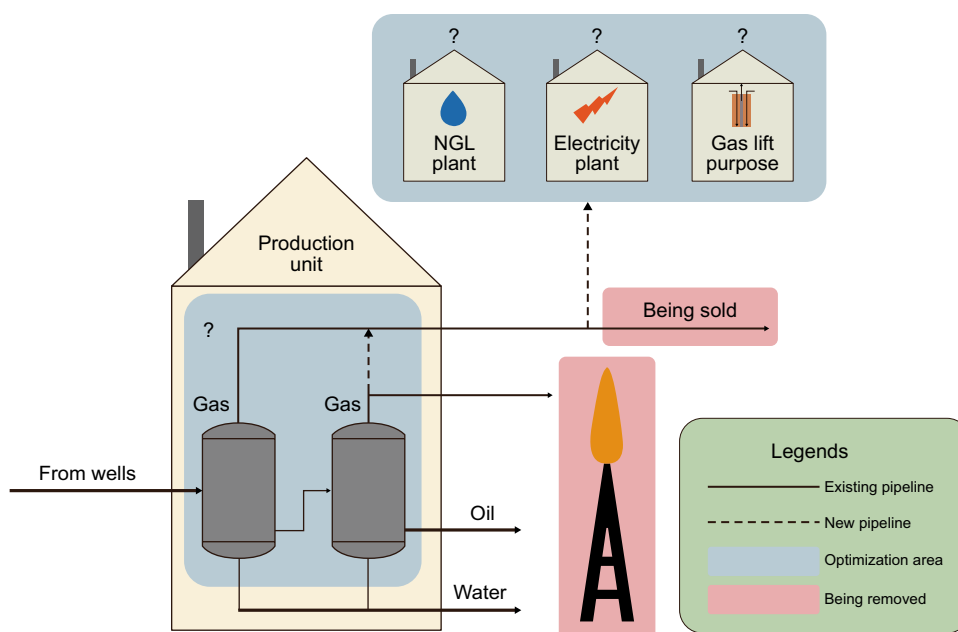 ?
?
?
NGL
plant
Electricity
plant
Gas lift
purpose
Production
unit
?
Being sold
Gas
Gas
From wells
Oil
Water
Legends
Existing pipeline
New pipeline
Optimization area
Being removed